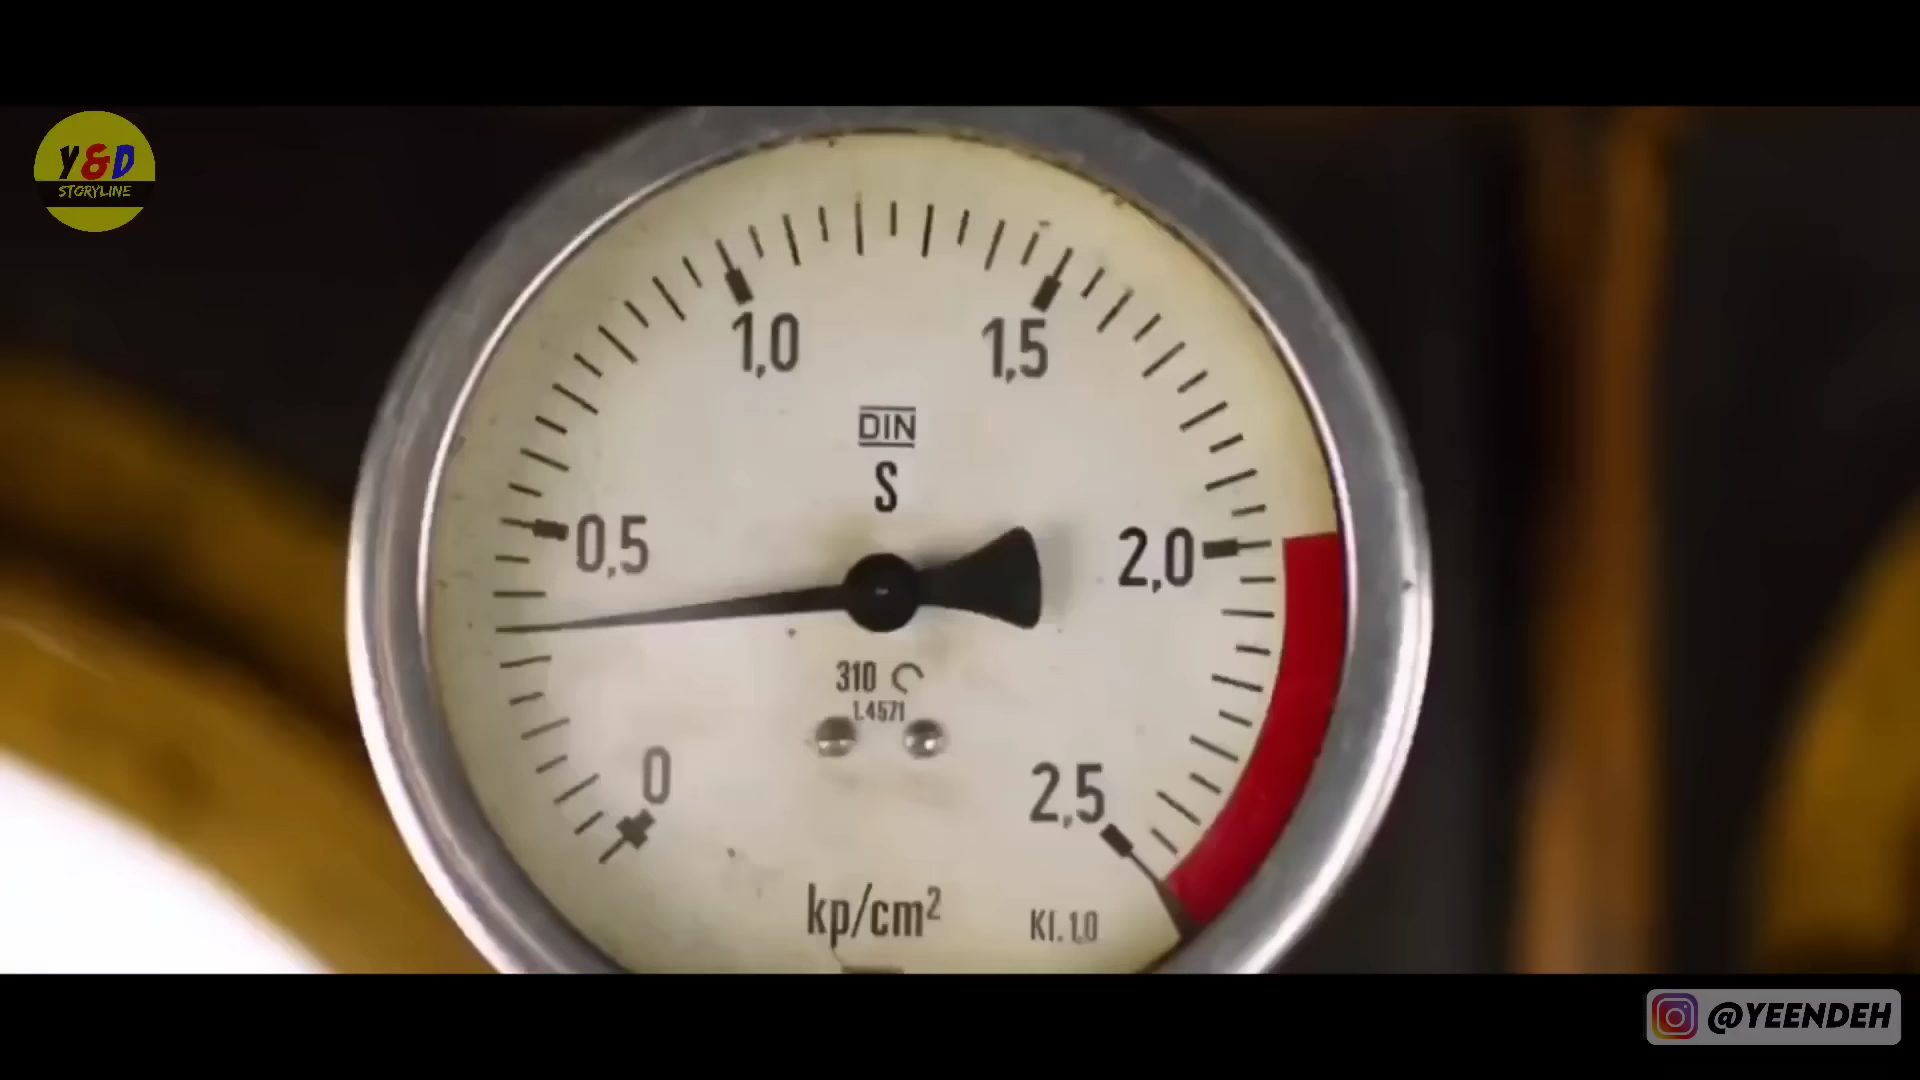 Y&D
STORYLINE
1,0
1,5
DIN
S
0,5
2,0
310
1.4571
0
2,5
kp/cm²
Kl. 1,0
@YEENDEH